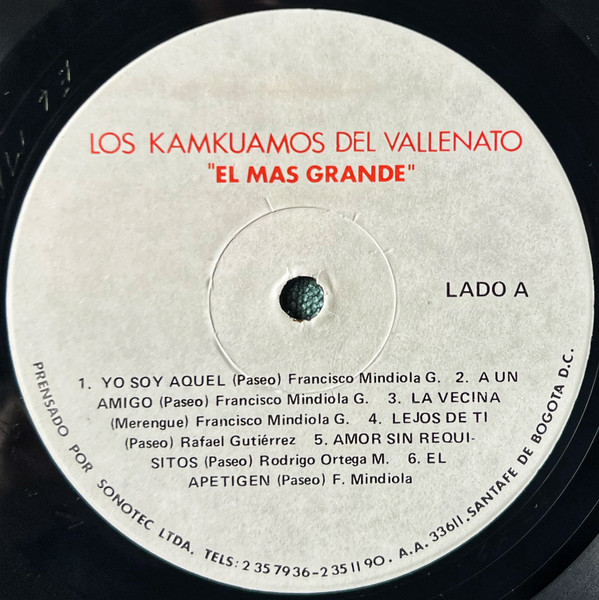 LOS KAMKUAMOS DEL VALLENATO
"EL MAS GRANDE"
LADO A
1. YO SOY AQUEL (Paseo) Francisco Mindiola G. 2. A UN
AMIGO (Paseo) Francisco Mindiola G. 3. LA VECINA
(Merengue) Francisco Mindiola G. 4. LEJOS DE TI
(Paseo) Rafael Gutiérrez 5. AMOR SIN REQUI-
SITOS (Paseo) Rodrigo Ortega M. 6. EL
APETIGEN (Paseo) F. Mindiola
PRENSADO POR SONOTEC LTDA. TELS: 2 35 79 36-2 35 11 90. A.A. 33611. SANTAFE DE BOGOTA D.C.